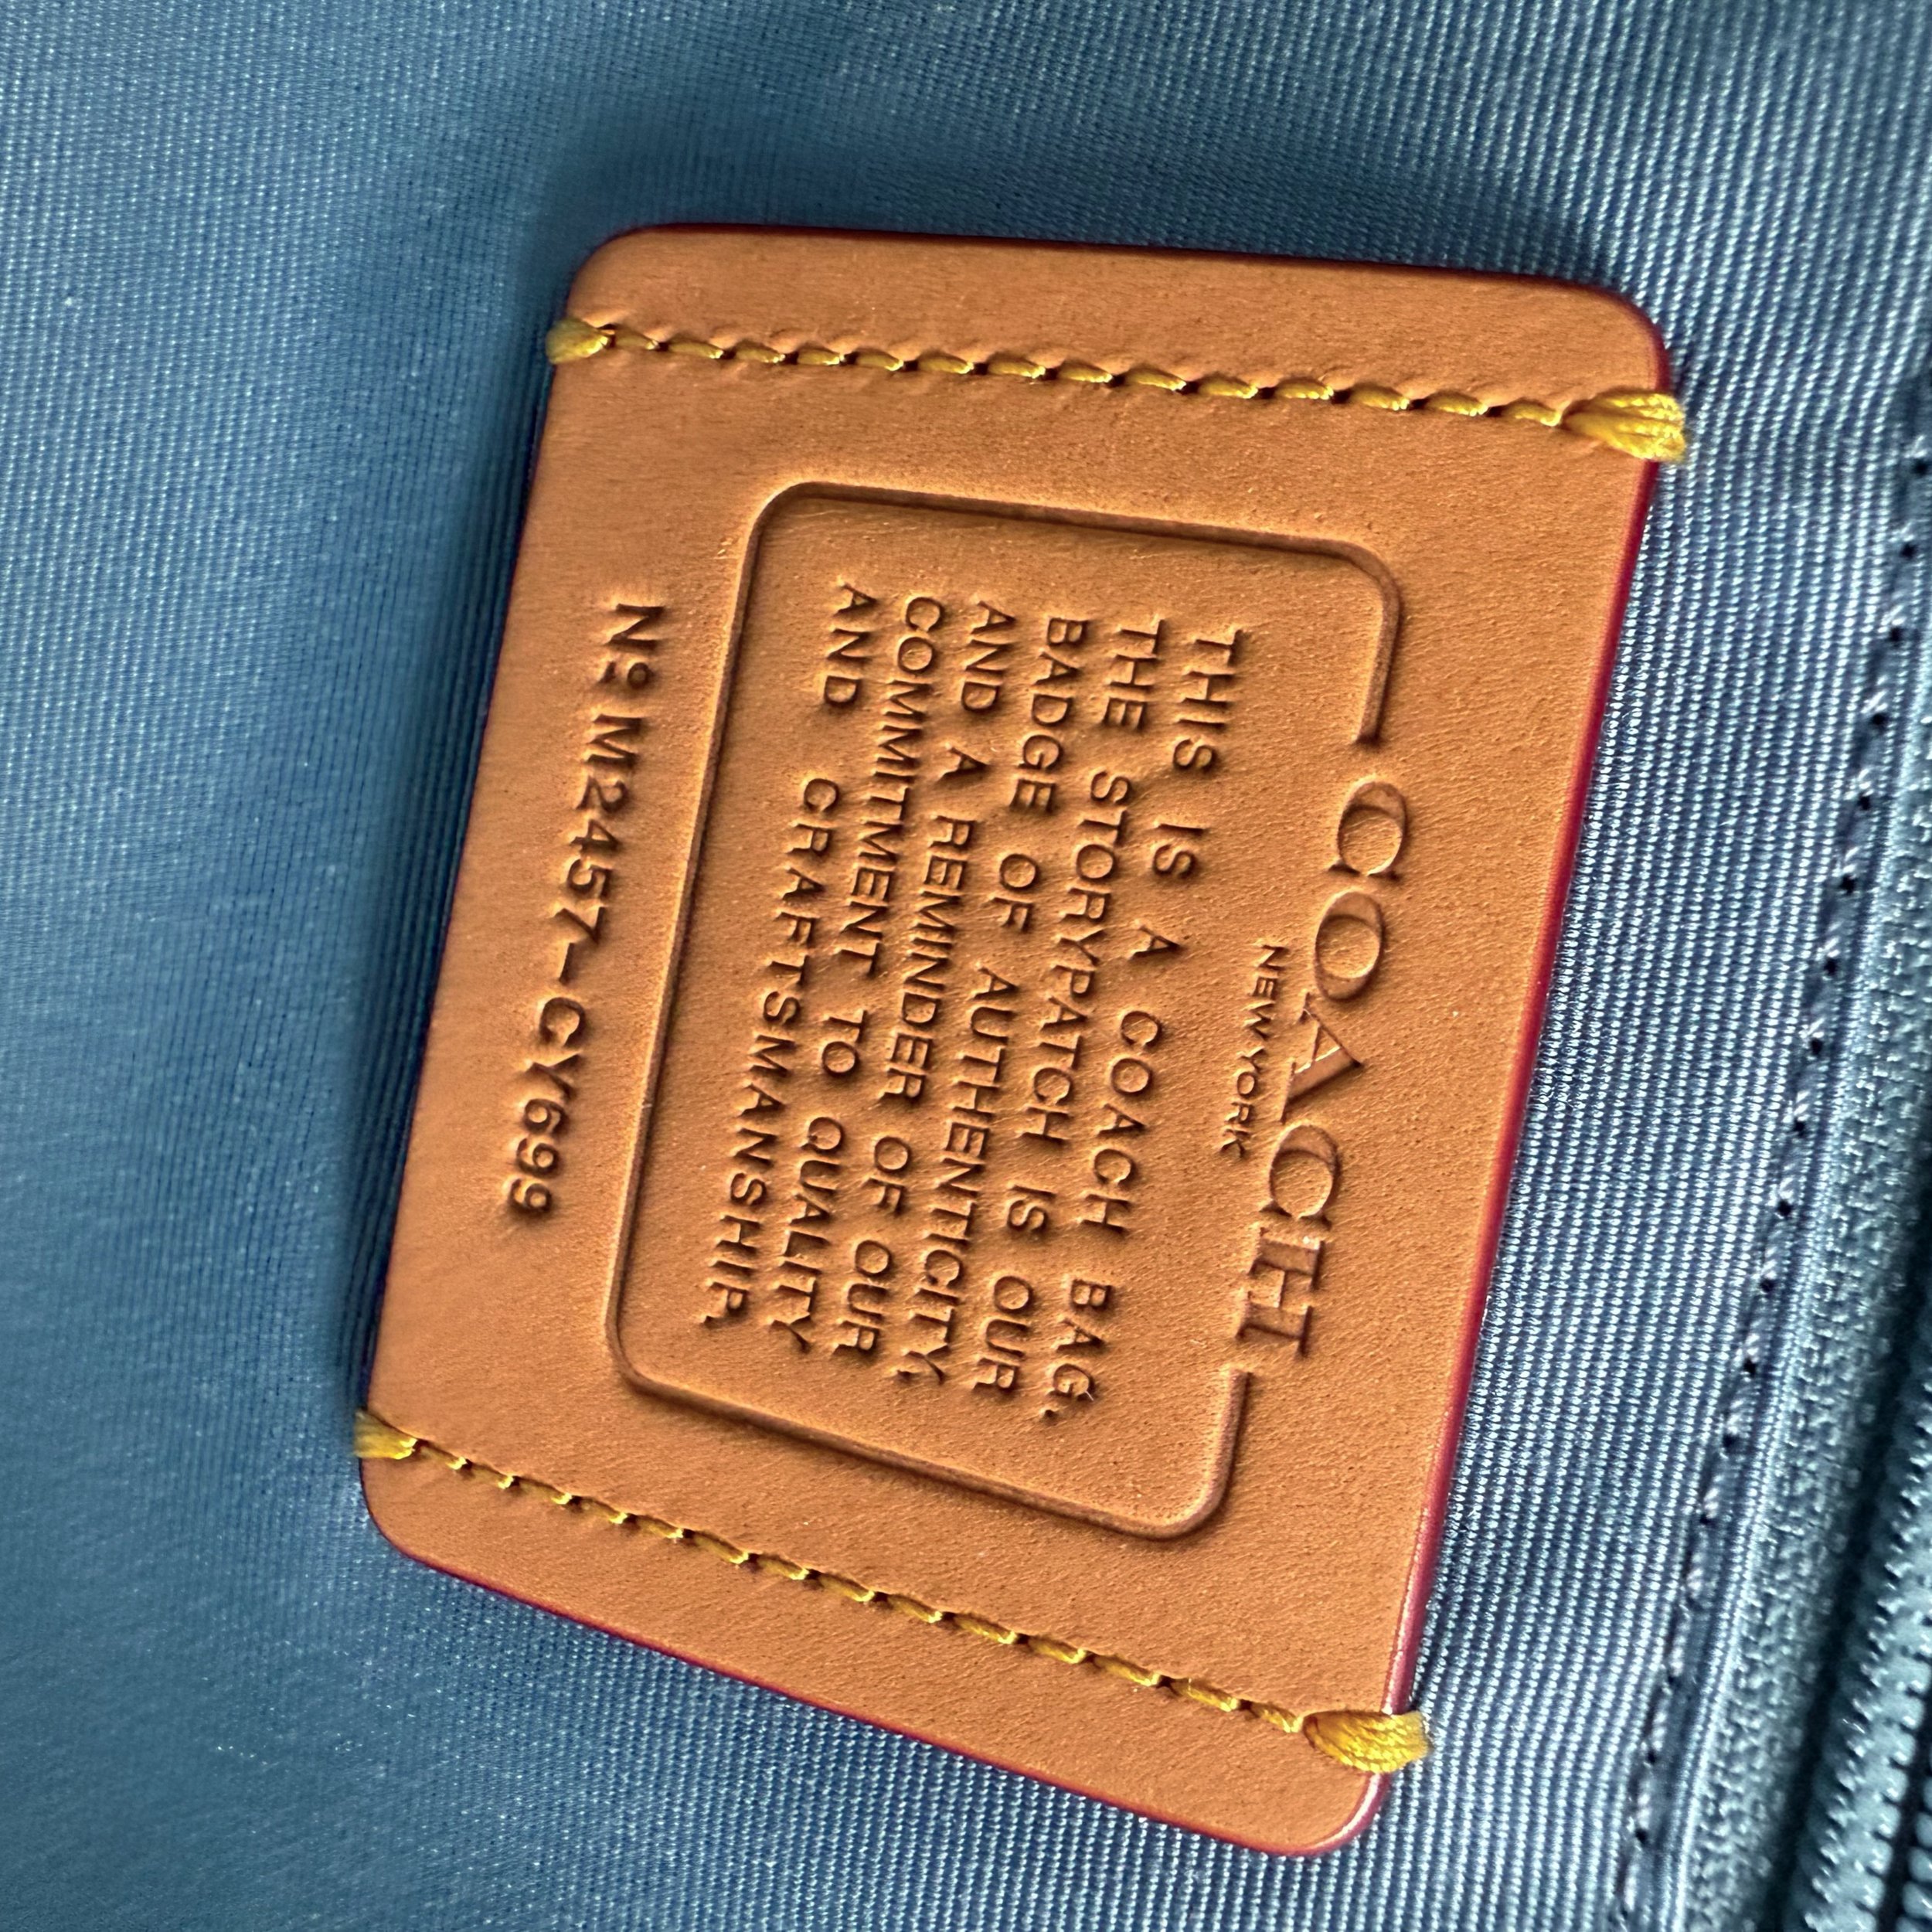 COACH
NEW YORK
THIS IS A COACH BAG.
THE STORYPATCH IS OUR
BADGE OF AUTHENTICITY
AND A REMINDER OF OUR
COMMITMENT TO QUALITY
AND CRAFTSMANSHIP.
Nº M2457-CY699